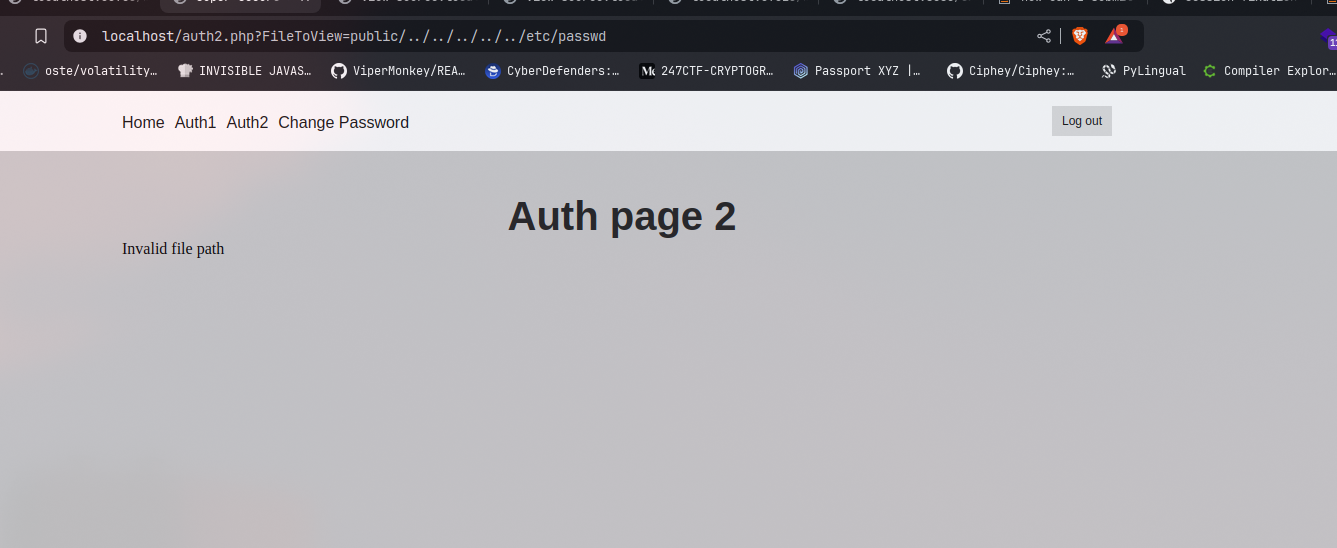 localhost/auth2.php?FileToView=public/../../../../../etc/passwd
1
oste/volatility… INVISIBLE JAVAS… ViperMonkey/REA… CyberDefenders:… 247CTF-CRYPTOGR… Passport XYZ |… Ciphey/Ciphey:… PyLingual Compiler Explor…
Home Auth1 Auth2 Change Password Log out
Auth page 2
Invalid file path